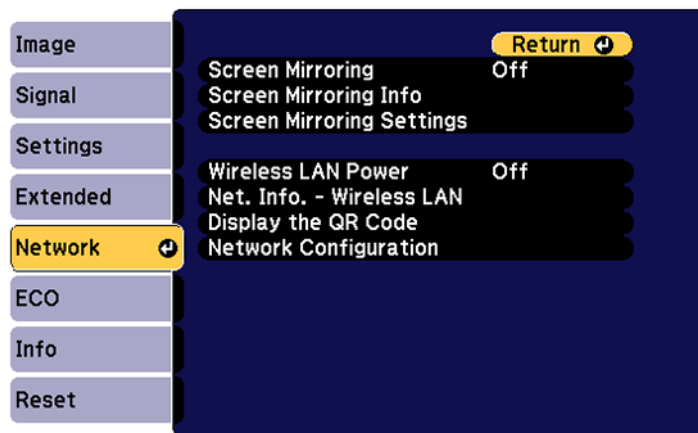 Image
Signal
Settings
Extended
Network
ECO
Info
Reset
Return
Screen Mirroring Off
Screen Mirroring Info
Screen Mirroring Settings
Wireless LAN Power Off
Net. Info. - Wireless LAN
Display the QR Code
Network Configuration